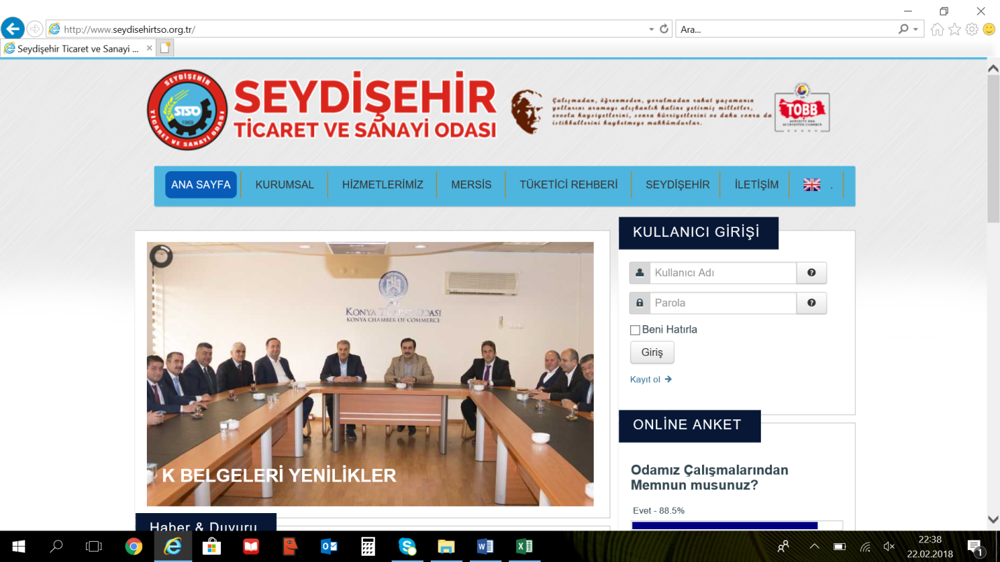 http://www.seydisehirtso.org.tr/
Ara...
Seydişehir Ticaret ve Sanayi ...
SEYDİŞEHİR
TİCARET VE SANAYİ ODASI
STSO
1969
SEYDİŞEHİR
TİCARET VE SANAYİ ODASI
Çalışmadan, öğrenmeden, yorulmadan rahat yaşamanın
yollarını aramayı alışkanlık haline getirmiş milletler,
evvela haysiyetlerini, sonra hürriyetlerini ve daha sonra da
istikballerini kaybetmeye mahkûmdurlar.
TOBB
ANA SAYFA KURUMSAL HİZMETLERİMİZ MERSİS TÜKETİCİ REHBERİ SEYDİŞEHİR İLETİŞİM .
KONYA TİCARET ODASI
KONYA CHAMBER OF COMMERCE
K BELGELERİ YENİLİKLER
Haber & Duyuru
KULLANICI GİRİŞİ
Kullanıcı Adı
Parola
Beni Hatırla
Giriş
Kayıt ol
ONLİNE ANKET
Odamız Çalışmalarından
Memnun musunuz?
Evet - 88.5%
22:38
22.02.2018
1